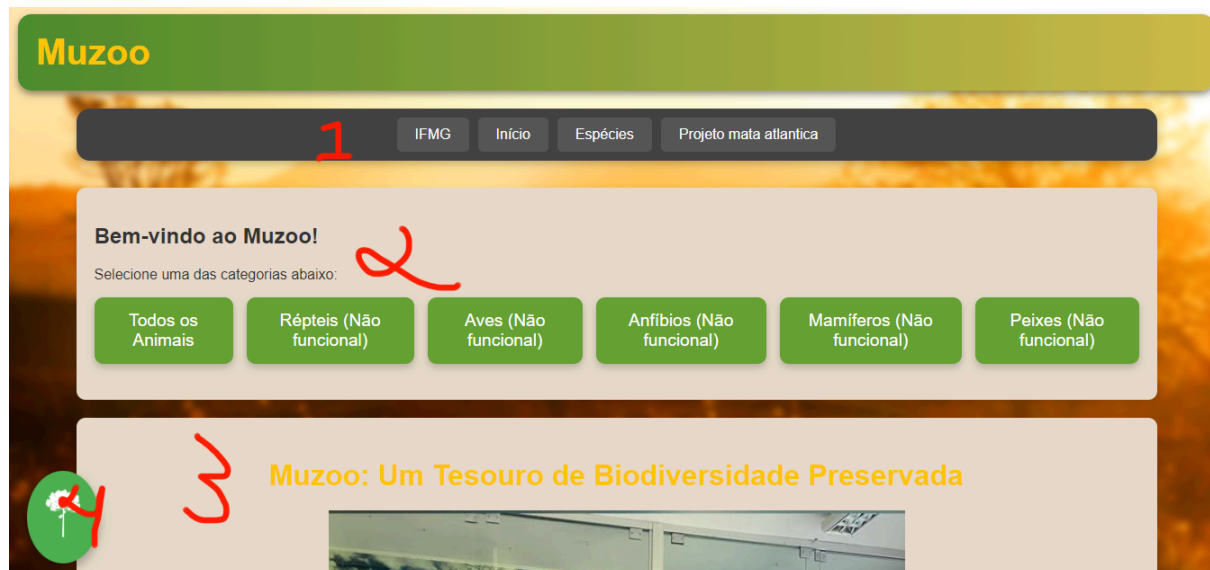 Muzoo
1
IFMG Início Espécies Projeto mata atlantica
Bem-vindo ao Muzoo!
2
Selecione uma das categorias abaixo:
Todos os Animais
Répteis (Não funcional)
Aves (Não funcional)
Anfíbios (Não funcional)
Mamíferos (Não funcional)
Peixes (Não funcional)
3
Muzoo: Um Tesouro de Biodiversidade Preservada
4